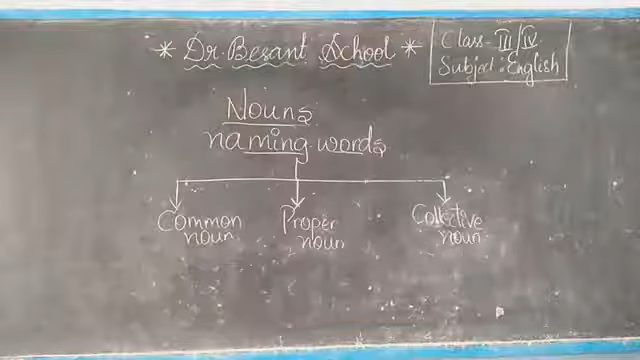 * Dr. Besant School *
Class - III/IV
Subject : English
Nouns
naming words
Common noun
Proper noun
Collective noun